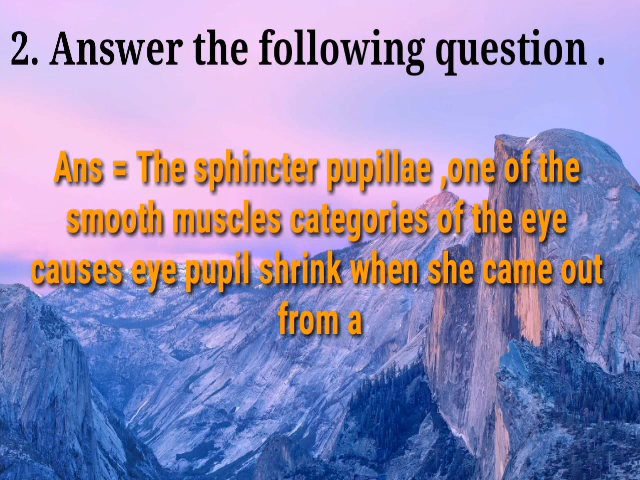 2. Answer the following question .
Ans = The sphincter pupillae ,one of the
smooth muscles categories of the eye
causes eye pupil shrink when she came out
from a